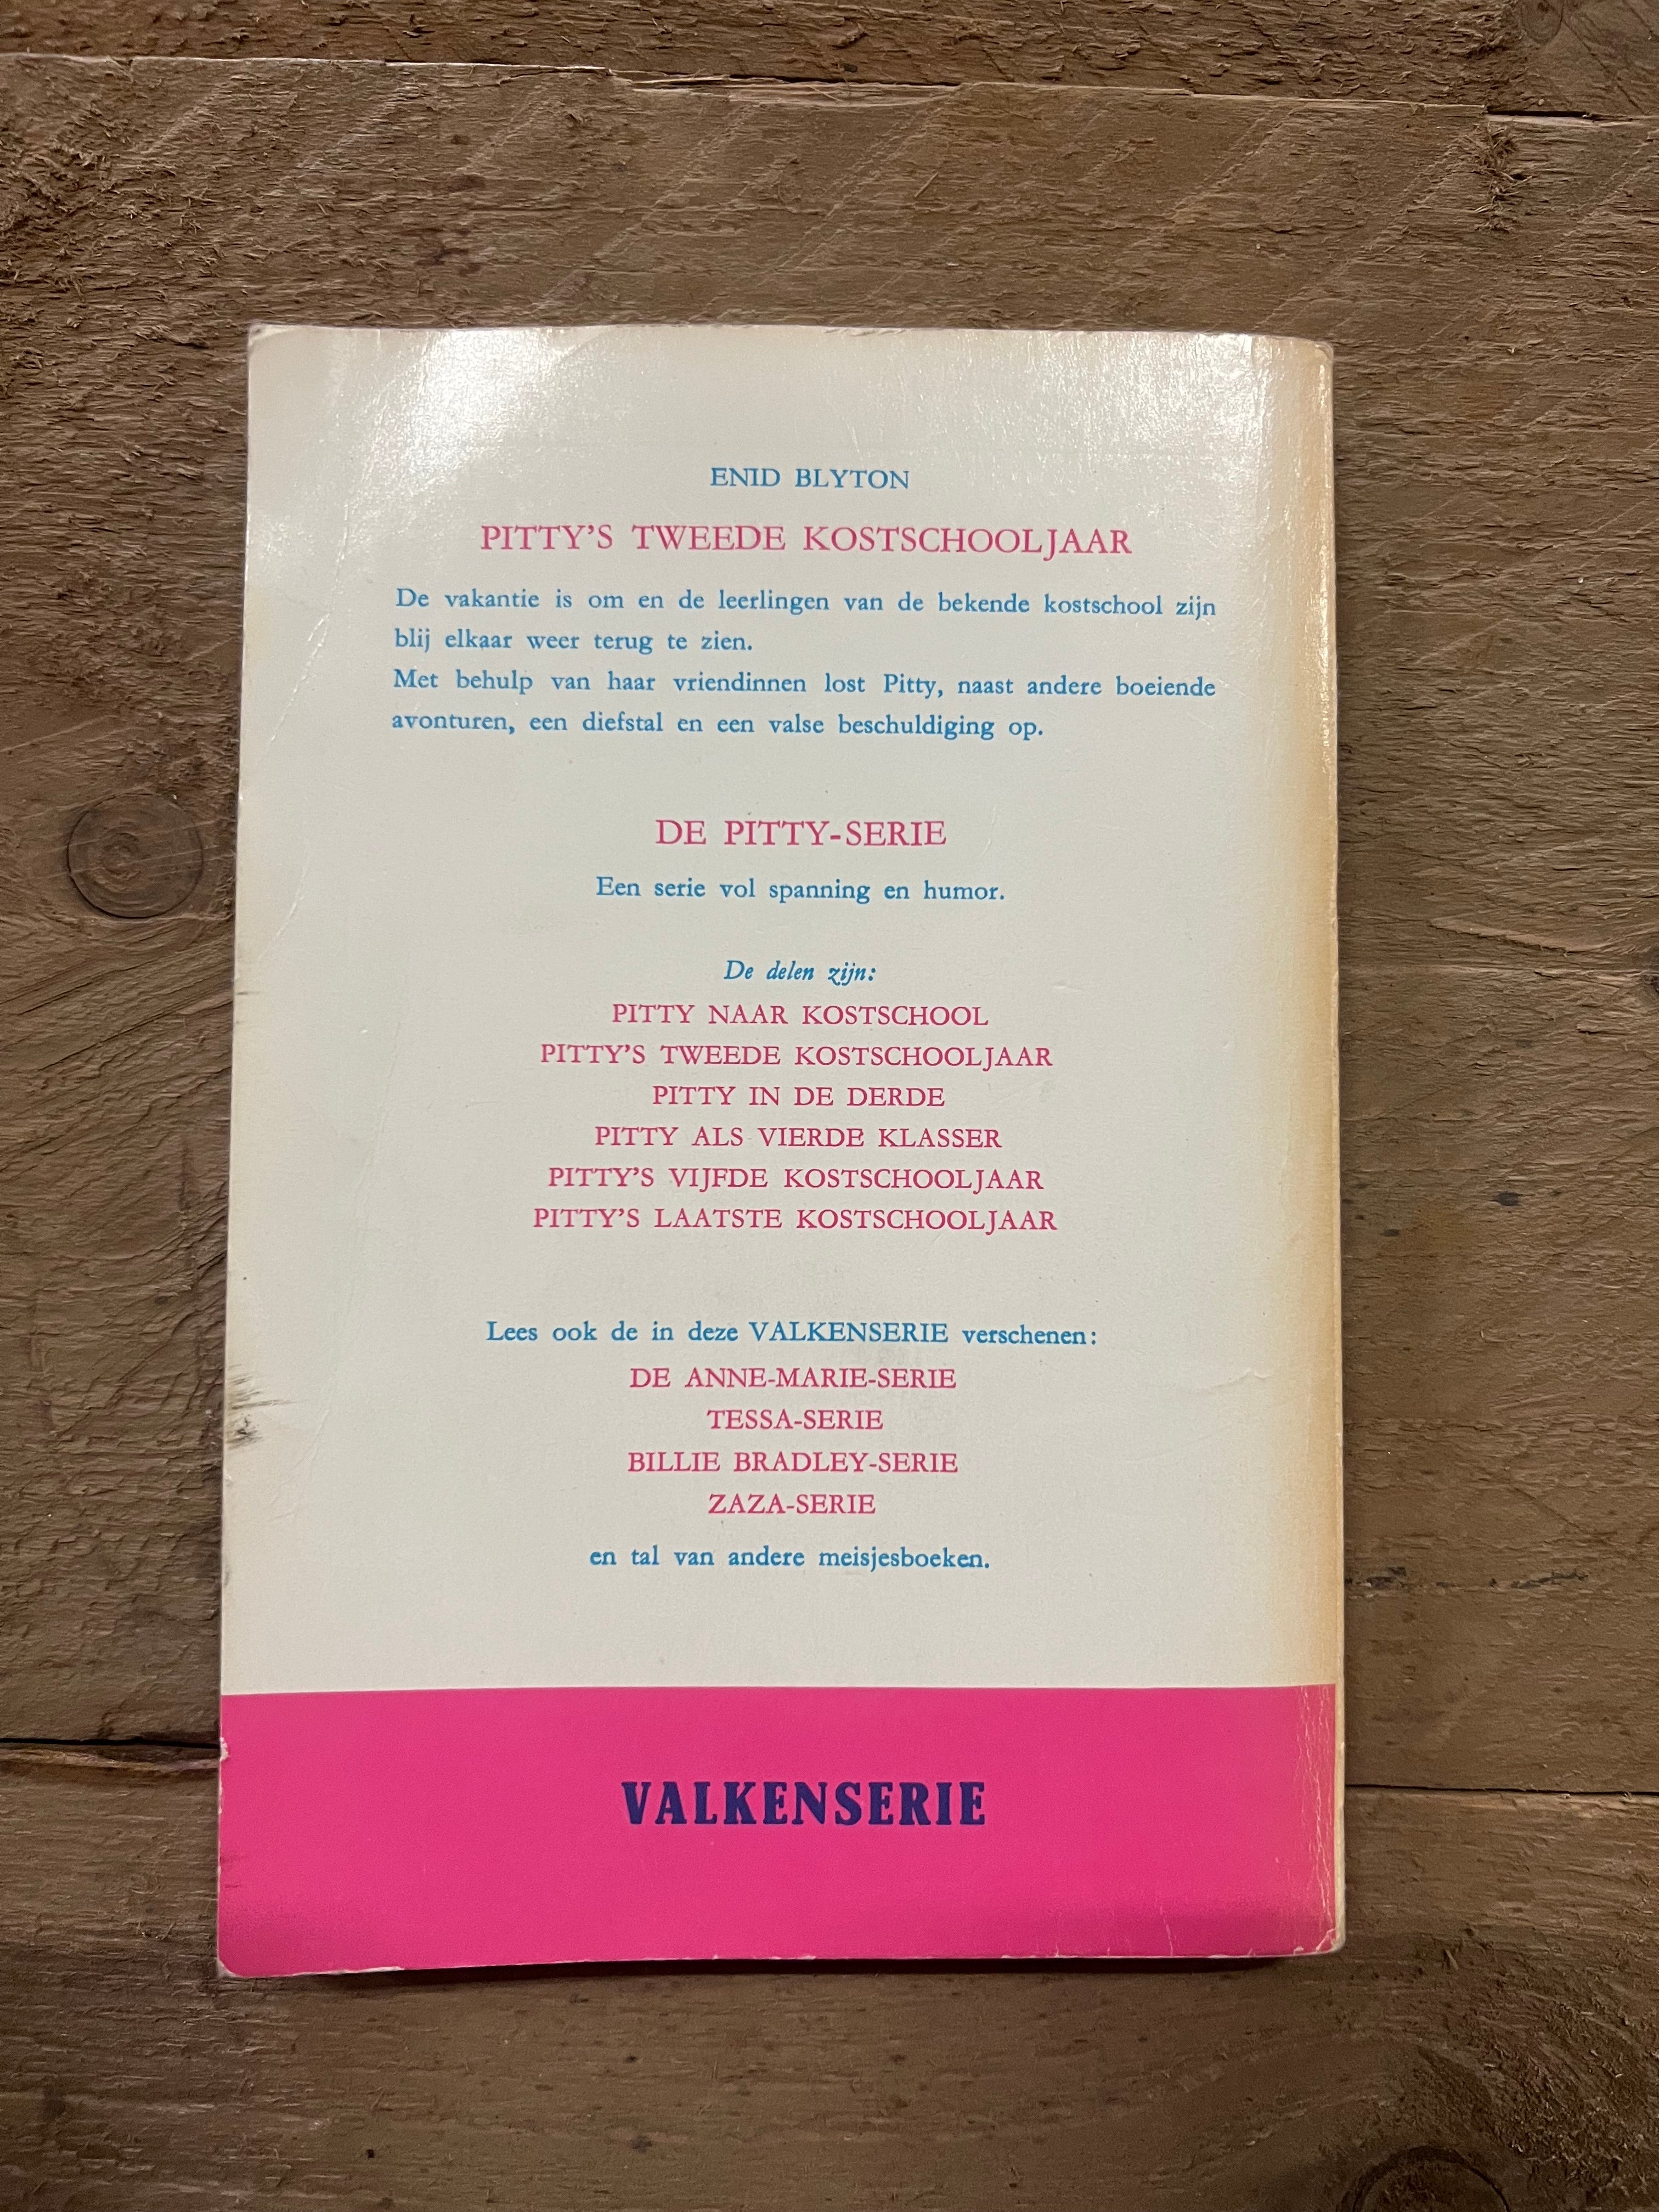 ENID BLYTON
PITTY'S TWEEDE KOSTSCHOOLJAAR
De vakantie is om en de leerlingen van de bekende kostschool zijn
blij elkaar weer terug te zien.
Met behulp van haar vriendinnen lost Pitty, naast andere boeiende
avonturen, een diefstal en een valse beschuldiging op.
DE PITTY-SERIE
Een serie vol spanning en humor.
De delen zijn:
PITTY NAAR KOSTSCHOOL
PITTY'S TWEEDE KOSTSCHOOLJAAR
PITTY IN DE DERDE
PITTY ALS VIERDE KLASSER
PITTY'S VIJFDE KOSTSCHOOLJAAR
PITTY'S LAATSTE KOSTSCHOOLJAAR
Lees ook de in deze VALKENSERIE verschenen:
DE ANNE-MARIE-SERIE
TESSA-SERIE
BILLIE BRADLEY-SERIE
ZAZA-SERIE
en tal van andere meisjesboeken.
VALKENSERIE